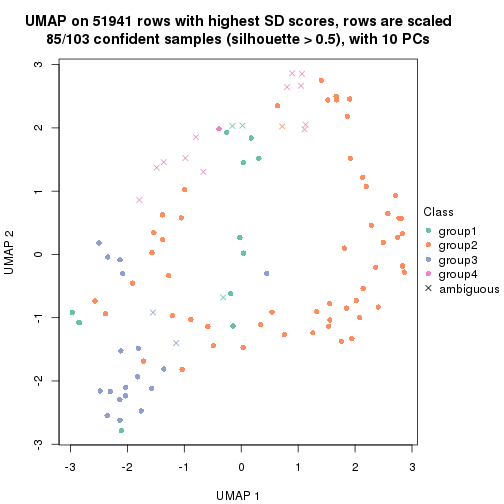 UMAP on 51941 rows with highest SD scores, rows are scaled
85/103 confident samples (silhouette > 0.5), with 10 PCs
3
2
1
0
-1
-2
-3
UMAP 2
-3
-2
-1
0
1
2
3
UMAP 1
Class
group1
group2
group3
group4
ambiguous